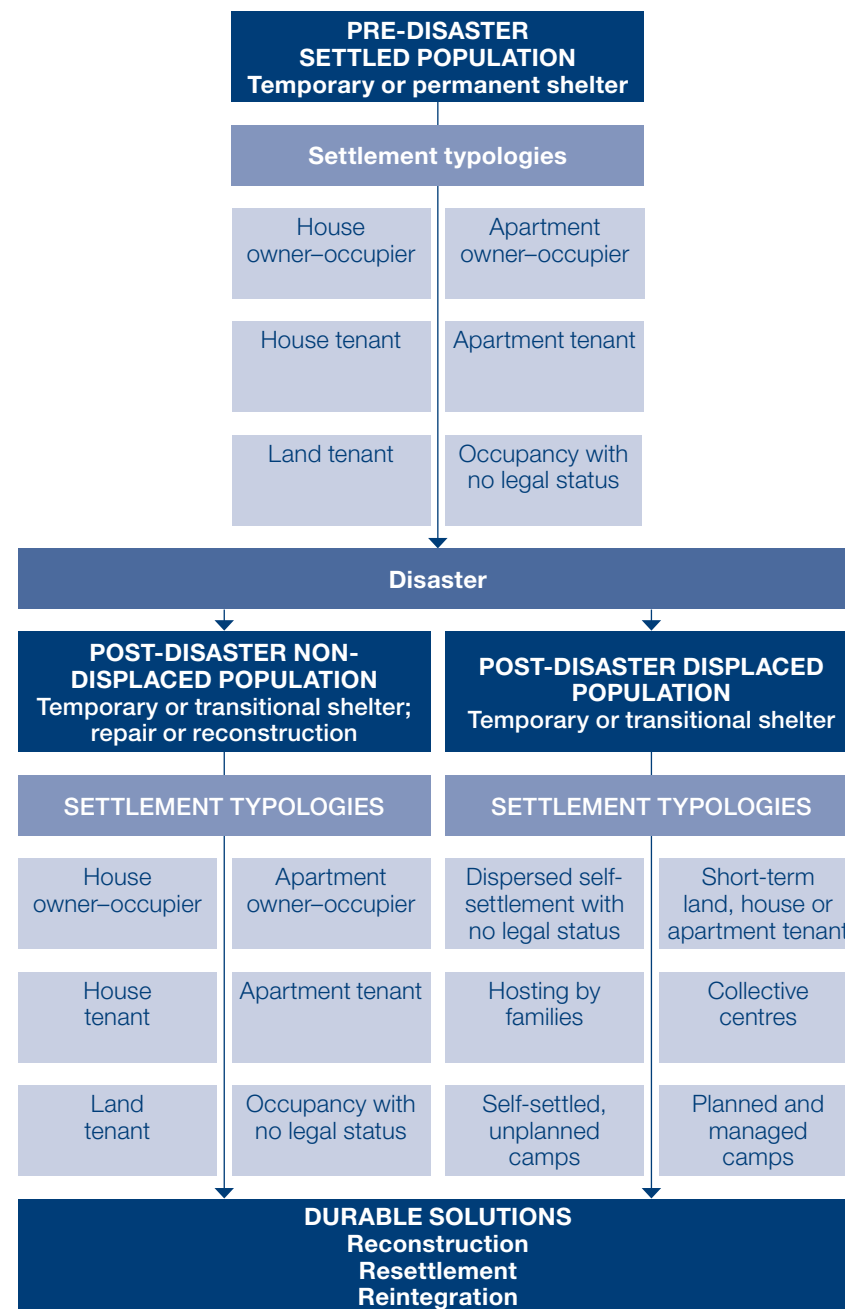 PRE-DISASTER
SETTLED POPULATION
Temporary or permanent shelter
Settlement typologies
House
owner–occupier
Apartment
owner–occupier
House tenant
Apartment tenant
Land tenant
Occupancy with
no legal status
Disaster
POST-DISASTER NON-
DISPLACED POPULATION
Temporary or transitional shelter;
repair or reconstruction
POST-DISASTER DISPLACED
POPULATION
Temporary or transitional shelter
SETTLEMENT TYPOLOGIES
SETTLEMENT TYPOLOGIES
House
owner–occupier
Apartment
owner–occupier
Dispersed self-
settlement with
no legal status
Short-term
land, house or
apartment tenant
House
tenant
Apartment tenant
Hosting by
families
Collective
centres
Land
tenant
Occupancy with
no legal status
Self-settled,
unplanned
camps
Planned and
managed
camps
DURABLE SOLUTIONS
Reconstruction
Resettlement
Reintegration